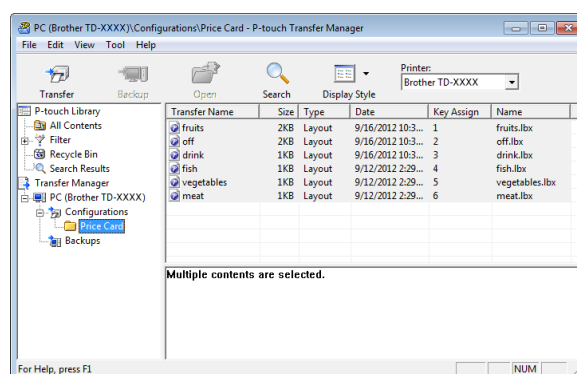 PC (Brother TD-XXXX)\Configurations\Price Card - P-touch Transfer Manager
File Edit View Tool Help
Transfer Backup Open Search Display Style
Printer:
Brother TD-XXXX
P-touch Library
All Contents
Filter
Recycle Bin
Search Results
Transfer Manager
PC (Brother TD-XXXX)
Configurations
Price Card
Backups
Transfer Name Size Type Date Key Assign Name
fruits 2KB Layout 9/16/2012 10:3... 1 fruits.lbx
off 2KB Layout 9/16/2012 10:3... 2 off.lbx
drink 1KB Layout 9/16/2012 10:3... 3 drink.lbx
fish 1KB Layout 9/12/2012 2:29... 4 fish.lbx
vegetables 1KB Layout 9/12/2012 2:29... 5 vegetables.lbx
meat 1KB Layout 9/12/2012 2:29... 6 meat.lbx
Multiple contents are selected.
For Help, press F1 NUM